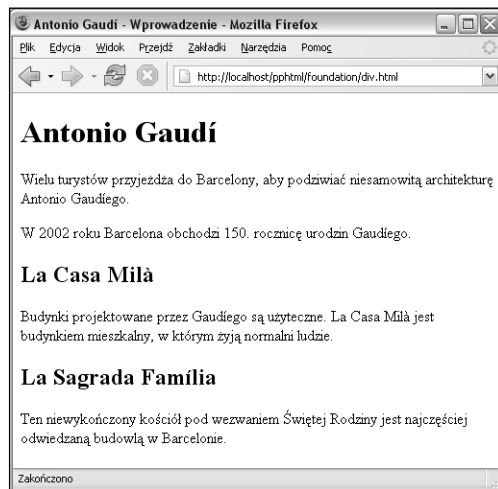 Antonio Gaudí - Wprowadzenie - Mozilla Firefox
Plik Edycja Widok Przejdź Zakładki Narzędzia Pomoc
http://localhost/pphtml/foundation/div.html
Antonio Gaudí
Wielu turystów przyjeżdża do Barcelony, aby podziwiać niesamowitą architekturę
Antonio Gaudíego.
W 2002 roku Barcelona obchodzi 150. rocznicę urodzin Gaudíego.
La Casa Milà
Budynki projektowane przez Gaudíego są użyteczne. La Casa Milà jest
budynkiem mieszkalny, w którym żyją normalni ludzie.
La Sagrada Família
Ten niewykończony kościół pod wezwaniem Świętej Rodziny jest najczęściej
odwiedzaną budowlą w Barcelonie.
Zakończono